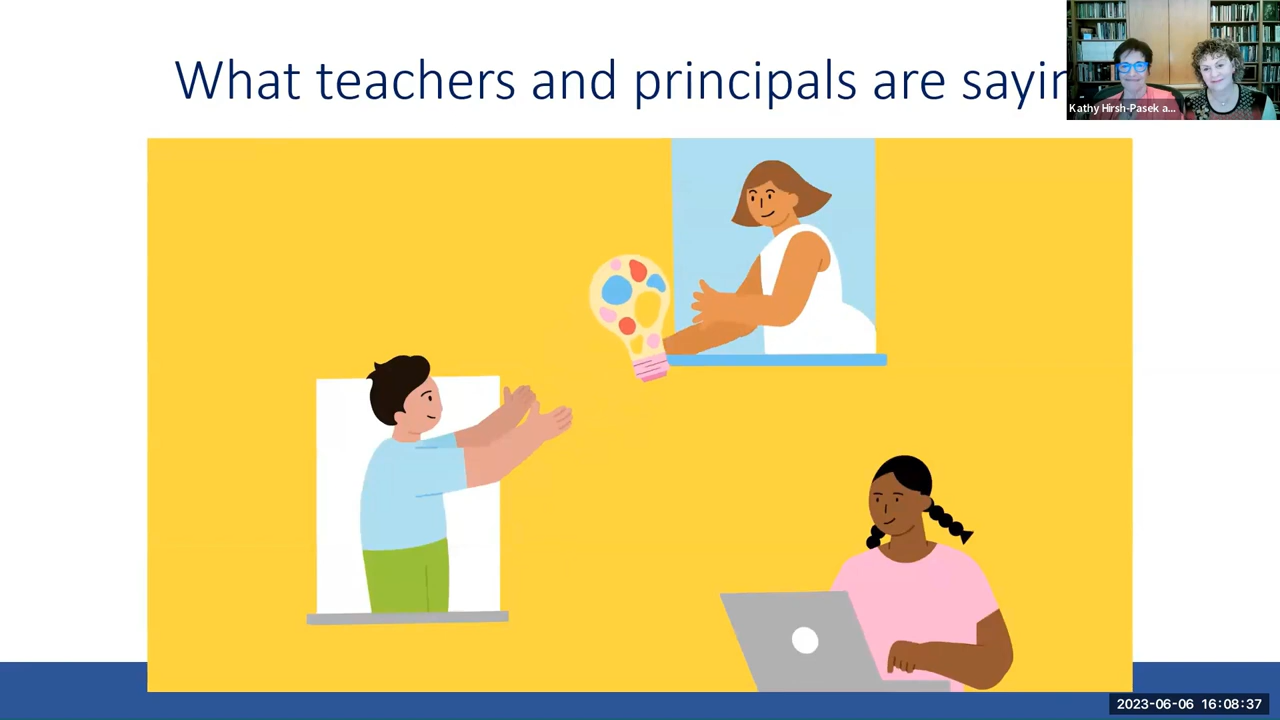 What teachers and principals are sayin
Kathy Hirsh-Pasek a...
2023-06-06 16:08:37